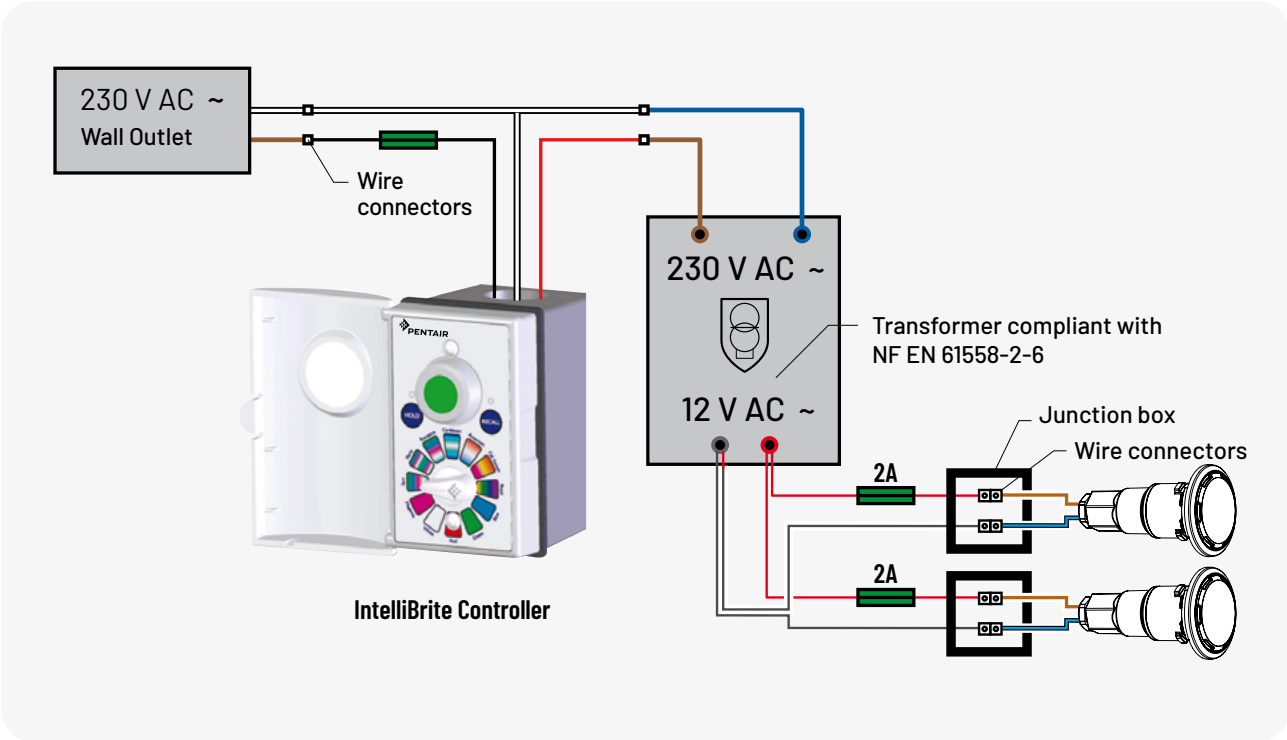 230 V AC ~
Wall Outlet
Wire
connectors
230 V AC ~
PENTAIR
Transformer compliant with
NF EN 61558-2-6
12 V AC ~
HOLD
RECALL
Junction box
Wire connectors
2A
2A
IntelliBrite Controller